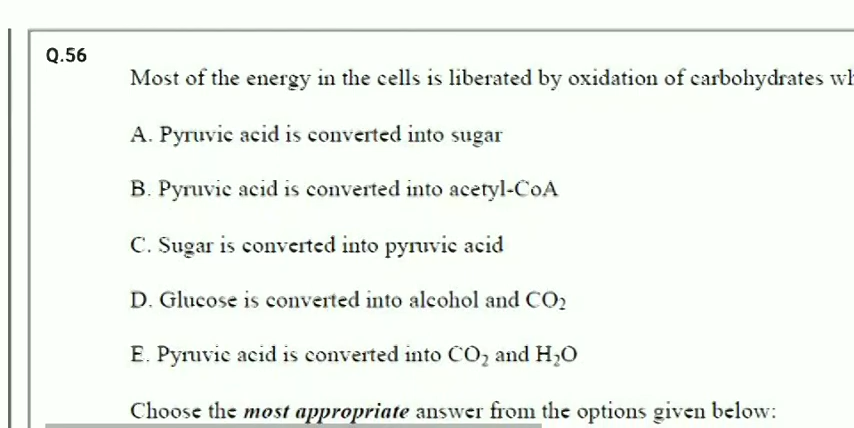 Q.56
Most of the energy in the cells is liberated by oxidation of carbohydrates
A. Pyruvic acid is converted into sugar
B. Pyruvic acid is converted into acetyl-CoA
C. Sugar is converted into pyruvic acid
D. Glucose is converted into alcohol and CO₂
E. Pyruvic acid is converted into CO₂ and H₂O
Choose the most appropriate answer from the options given below: